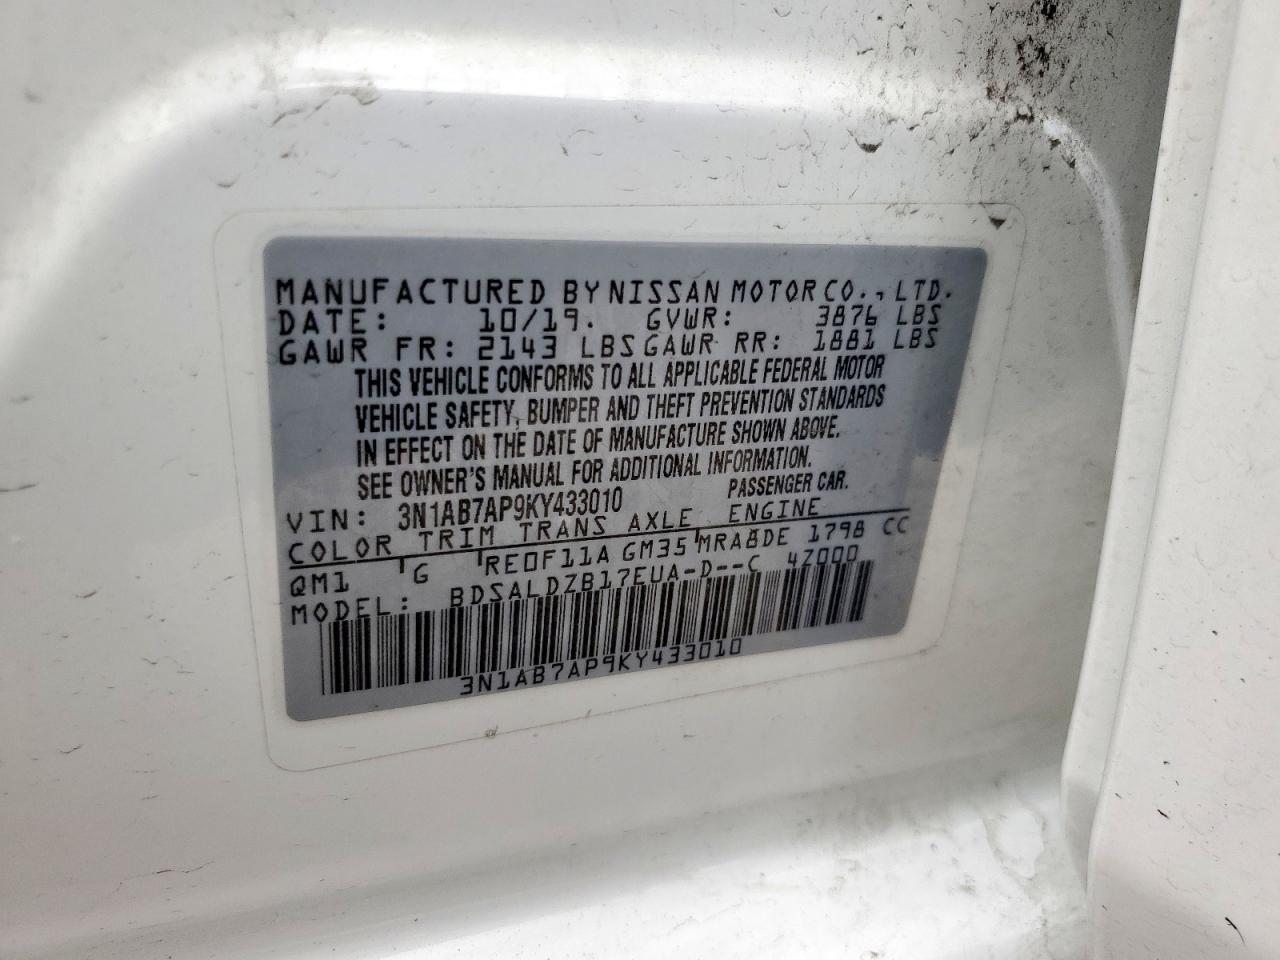 MANUFACTURED BY NISSAN MOTOR CO., LTD.
DATE: 10/19. GVWR: 3876 LBS
GAWR FR: 2143 LBS GAWR RR: 1881 LBS
THIS VEHICLE CONFORMS TO ALL APPLICABLE FEDERAL MOTOR
VEHICLE SAFETY, BUMPER AND THEFT PREVENTION STANDARDS
IN EFFECT ON THE DATE OF MANUFACTURE SHOWN ABOVE.
SEE OWNER'S MANUAL FOR ADDITIONAL INFORMATION.
VIN: 3N1AB7AP9KY433010 PASSENGER CAR.
COLOR TRIM TRANS AXLE ENGINE
QM1 G RE0F11A GM35 MRA8DE 1798 CC
MODEL: BDSALDZB17EUA-D--C 4Z000
3N1AB7AP9KY433010